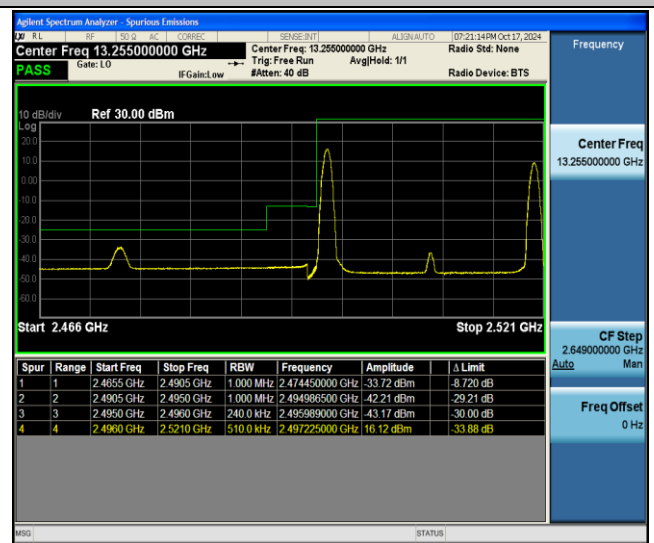 Agilent Spectrum Analyzer - Spurious Emissions
RL RF 50 Ω AC CORREC SENSE:INT ALIGN AUTO 07:21:14 PM Oct 17, 2024
Center Freq 13.255000000 GHz
Center Freq: 13.255000000 GHz
Radio Std: None
Frequency
PASS
Gate: LO
IFGain:Low
Trig: Free Run
Avg|Hold: 1/1
#Atten: 40 dB
Radio Device: BTS
10 dB/div Ref 30.00 dBm
Log
20.0
10.0
0.00
-10.0
-20.0
-30.0
-40.0
-50.0
-60.0
Start 2.466 GHz
Stop 2.521 GHz
Spur Range Start Freq Stop Freq RBW Frequency Amplitude Δ Limit
1 1 2.4655 GHz 2.4905 GHz 1.000 MHz 2.474450000 GHz -33.72 dBm -8.720 dB
2 2 2.4905 GHz 2.4950 GHz 1.000 MHz 2.494986500 GHz -42.21 dBm -29.21 dB
3 3 2.4950 GHz 2.4960 GHz 240.0 kHz 2.495989000 GHz -43.17 dBm -30.00 dB
4 4 2.4960 GHz 2.5210 GHz 510.0 kHz 2.497225000 GHz 16.12 dBm -33.88 dB
Center Freq
13.255000000 GHz
CF Step
2.649000000 GHz
Auto Man
Freq Offset
0 Hz
MSG
STATUS